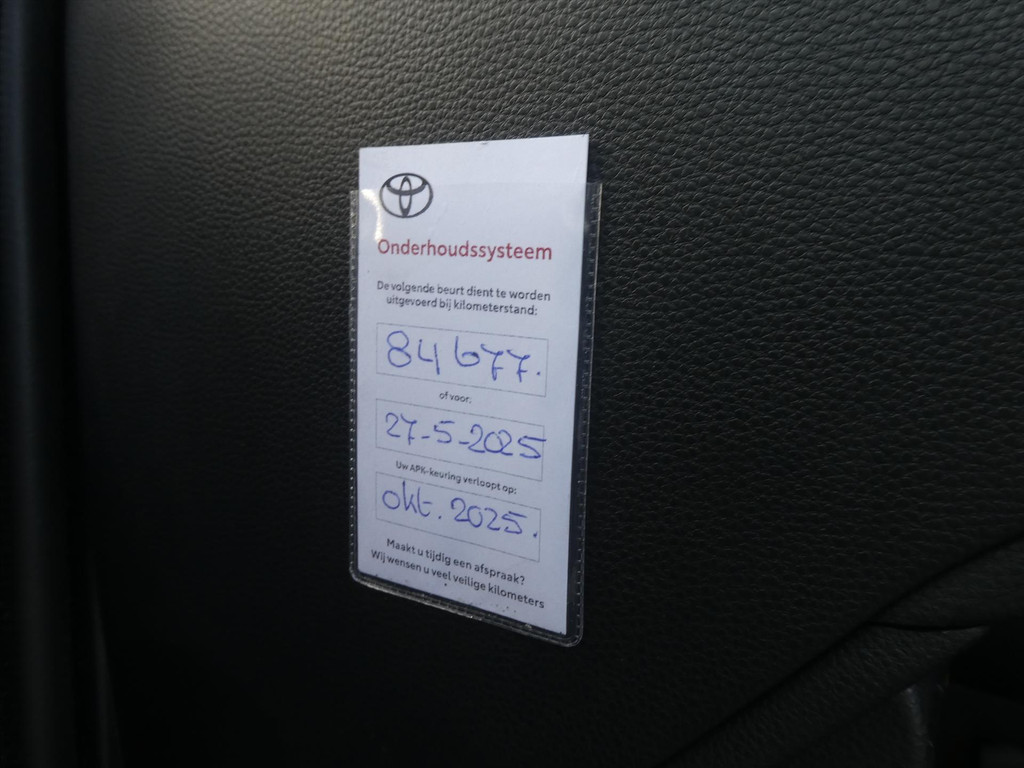 Onderhoudssysteem
De volgende beurt dient te worden
uitgevoerd bij kilometerstand:
84677.
of voor:
27-5-2025
Uw APK-keuring verloopt op:
okt. 2025.
Maakt u tijdig een afspraak?
Wij wensen u veel veilige kilometers